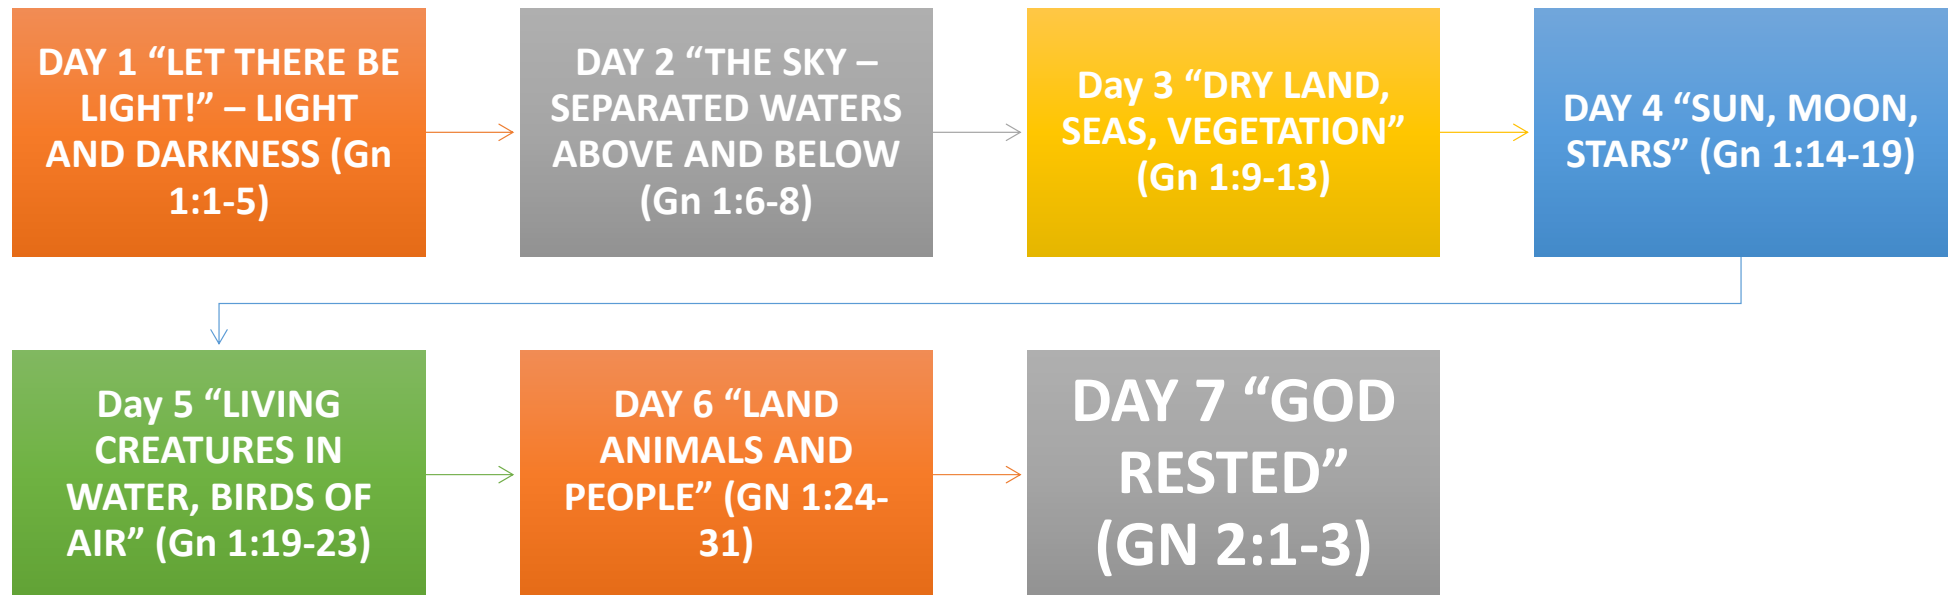 DAY 1 “LET THERE BE
LIGHT!” – LIGHT
AND DARKNESS (Gn
1:1-5)
DAY 2 “THE SKY –
SEPARATED WATERS
ABOVE AND BELOW
(Gn 1:6-8)
Day 3 “DRY LAND,
SEAS, VEGETATION”
(Gn 1:9-13)
DAY 4 “SUN, MOON,
STARS” (Gn 1:14-19)
Day 5 “LIVING
CREATURES IN
WATER, BIRDS OF
AIR” (Gn 1:19-23)
DAY 6 “LAND
ANIMALS AND
PEOPLE” (GN 1:24-
31)
DAY 7 “GOD
RESTED”
(GN 2:1-3)